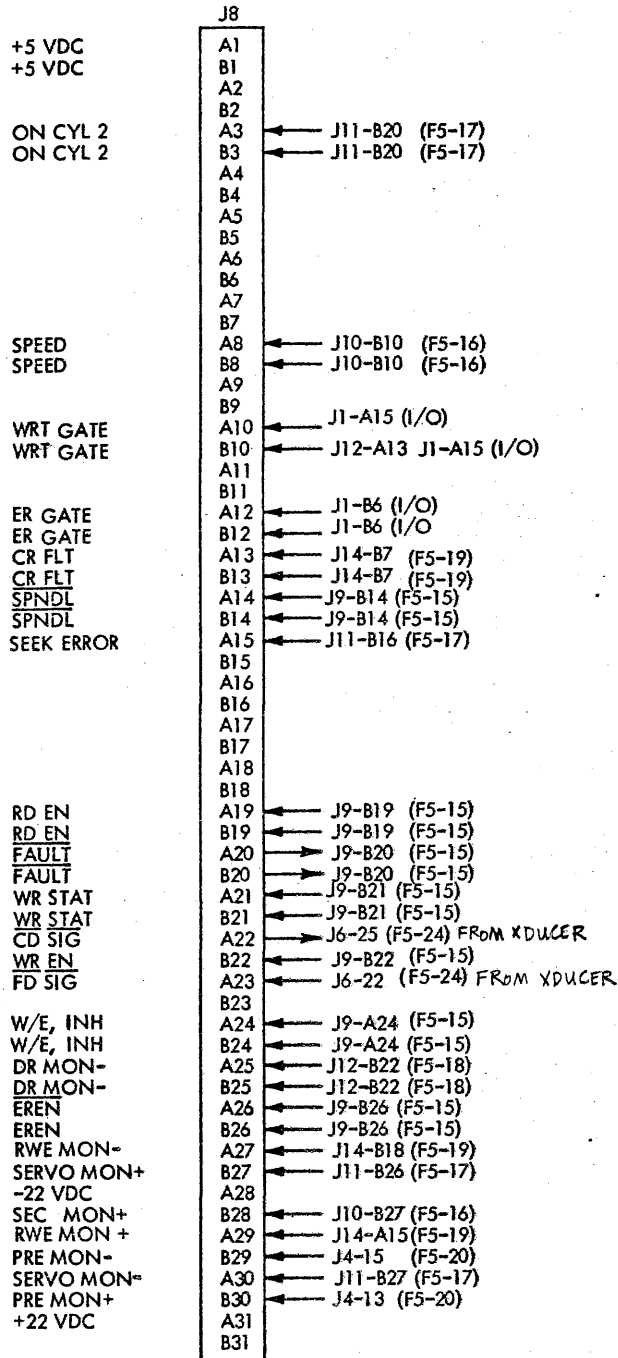 J8
+5 VDC A1
+5 VDC B1
A2
B2
ON CYL 2 A3 J11-B20 (F5-17)
ON CYL 2 B3 J11-B20 (F5-17)
A4
B4
A5
B5
A6
B6
A7
B7
SPEED A8 J10-B10 (F5-16)
SPEED B8 J10-B10 (F5-16)
A9
B9
WRT GATE A10 J1-A15 (I/O)
WRT GATE B10 J12-A13 J1-A15 (I/O)
A11
B11
ER GATE A12 J1-B6 (I/O)
ER GATE B12 J1-B6 (I/O
CR FLT A13 J14-B7 (F5-19)
CR FLT B13 J14-B7 (F5-19)
SPNDL A14 J9-B14 (F5-15)
SPNDL B14 J9-B14 (F5-15)
SEEK ERROR A15 J11-B16 (F5-17)
B15
A16
B16
A17
B17
A18
B18
RD EN A19 J9-B19 (F5-15)
RD EN B19 J9-B19 (F5-15)
FAULT A20 J9-B20 (F5-15)
FAULT B20 J9-B20 (F5-15)
WR STAT A21 J9-B21 (F5-15)
WR STAT B21 J9-B21 (F5-15)
CD SIG A22 J6-25 (F5-24) FROM XDUCER
WR EN B22 J9-B22 (F5-15)
FD SIG A23 J6-22 (F5-24) FROM XDUCER
B23
W/E, INH A24 J9-A24 (F5-15)
W/E, INH B24 J9-A24 (F5-15)
DR MON- A25 J12-B22 (F5-18)
DR MON- B25 J12-B22 (F5-18)
EREN A26 J9-B26 (F5-15)
EREN B26 J9-B26 (F5-15)
RWE MON- A27 J14-B18 (F5-19)
SERVO MON+ B27 J11-B26 (F5-17)
-22 VDC A28
SEC MON+ B28 J10-B27 (F5-16)
RWE MON + A29 J14-A15 (F5-19)
PRE MON- B29 J4-15 (F5-20)
SERVO MON- A30 J11-B27 (F5-17)
PRE MON+ B30 J4-13 (F5-20)
+22 VDC A31
B31